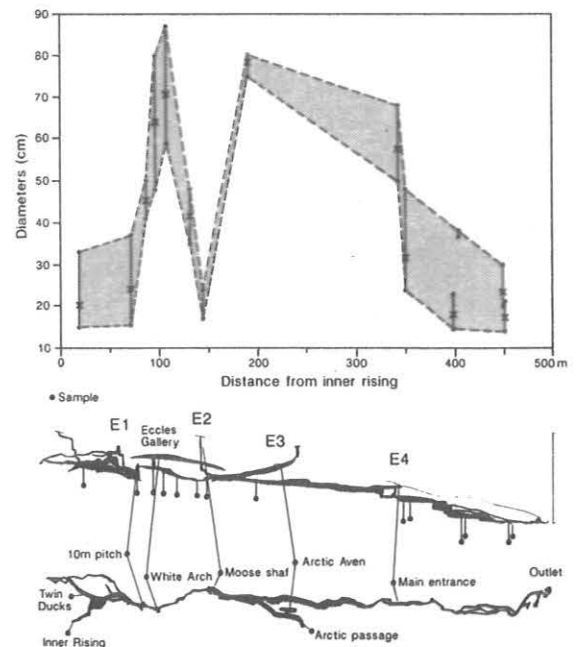 Diameters (cm)
90
80
70
60
50
40
30
20
10
0
100
200
300
400
500 m
Distance from inner rising
Sample
E1
Eccles
Gallery
E2
E3
E4
10m pitch
White Arch
Moose shaf
Arctic Aven
Main entrance
Outlet
Twin
Ducks
Inner Rising
Arctic passage